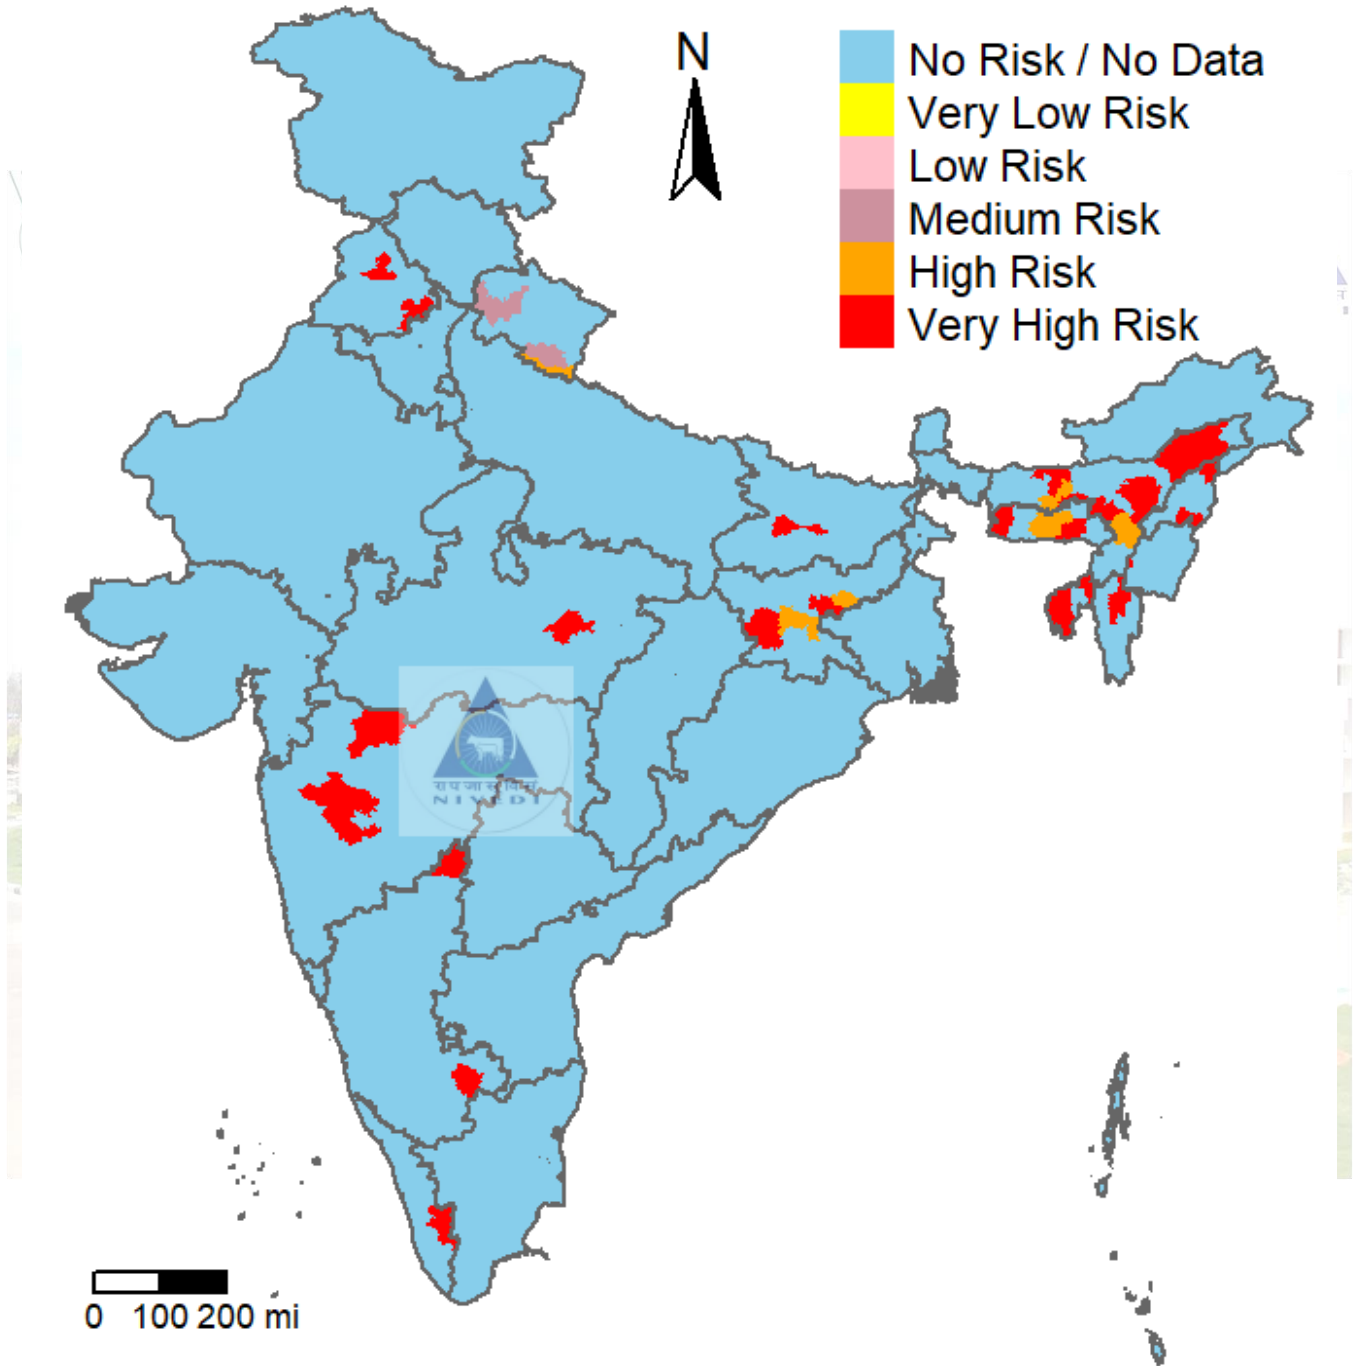 N
No Risk / No Data
Very Low Risk
Low Risk
Medium Risk
High Risk
Very High Risk
NIVEDI
0 100 200 mi